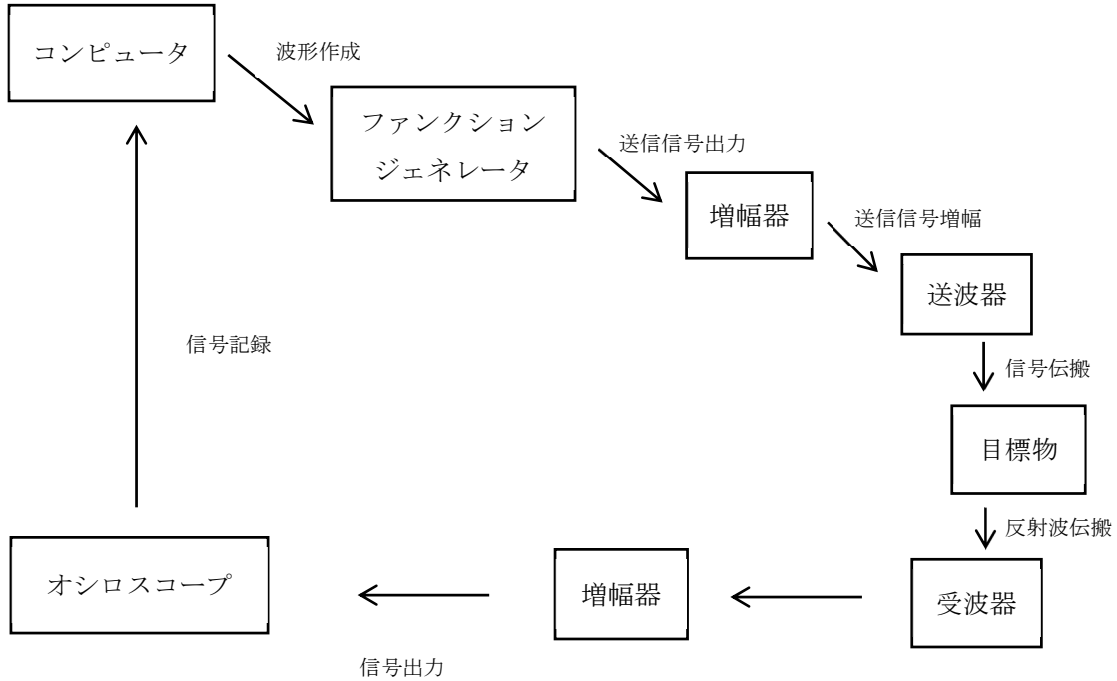 コンピュータ
波形作成
ファンクション
ジェネレータ
送信信号出力
増幅器
送信信号増幅
送波器
信号伝搬
目標物
反射波伝搬
受波器
増幅器
信号出力
オシロスコープ
信号記録